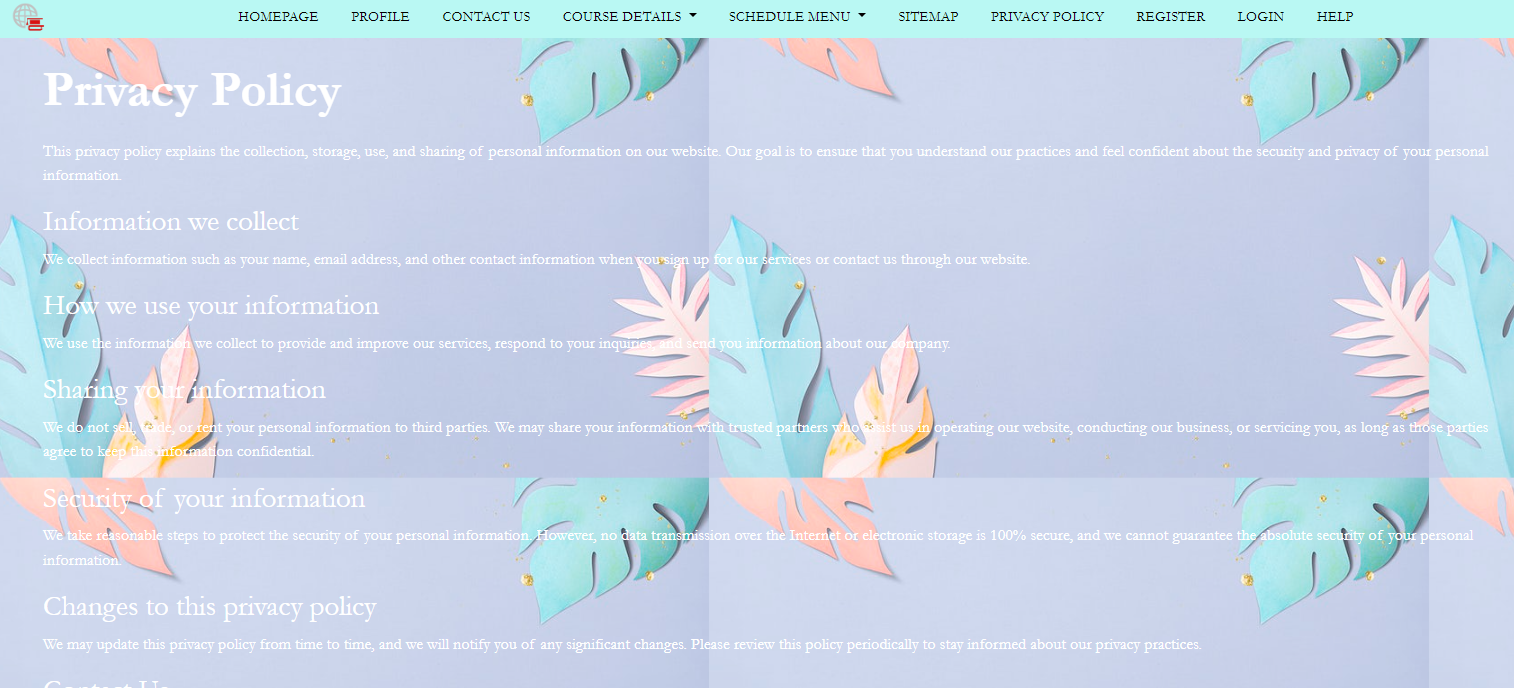 HOMEPAGE PROFILE CONTACT US COURSE DETAILS SCHEDULE MENU SITEMAP PRIVACY POLICY REGISTER LOGIN HELP
Privacy Policy
This privacy policy explains the collection, storage, use, and sharing of personal information on our website. Our goal is to ensure that you understand our practices and feel confident about the security and privacy of your personal
information.
Information we collect
We collect information such as your name, email address, and other contact information when you sign up for our services or contact us through our website.
How we use your information
We use the information we collect to provide and improve our services, respond to your inquiries, and send you information about our company.
Sharing your information
We do not sell, trade, or rent your personal information to third parties. We may share your information with trusted partners who assist us in operating our website, conducting our business, or servicing you, as long as those parties
agree to keep this information confidential.
Security of your information
We take reasonable steps to protect the security of your personal information. However, no data transmission over the Internet or electronic storage is 100% secure, and we cannot guarantee the absolute security of your personal
information.
Changes to this privacy policy
We may update this privacy policy from time to time, and we will notify you of any significant changes. Please review this policy periodically to stay informed about our privacy practices.
Contact Us